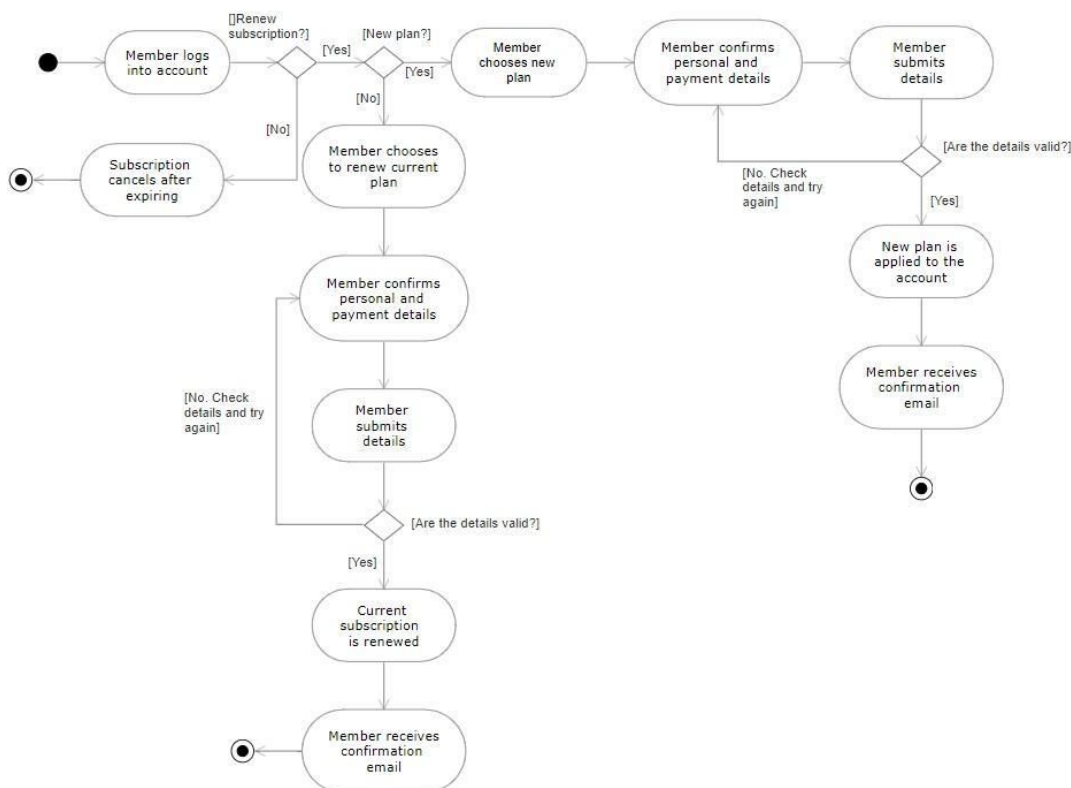 []Renew
subscription?]
[Yes]
[New plan?]
[Yes]
Member logs
into account
Member
chooses new
plan
Member confirms
personal and
payment details
Member
submits
details
[No]
[No]
Subscription
cancels after
expiring
Member chooses
to renew current
plan
[No. Check
details and try
again]
[Are the details valid?]
[Yes]
New plan is
applied to the
account
Member confirms
personal and
payment details
Member receives
confirmation
email
[No. Check
details and try
again]
Member
submits
details
[Are the details valid?]
[Yes]
Current
subscription
is renewed
Member receives
confirmation
email